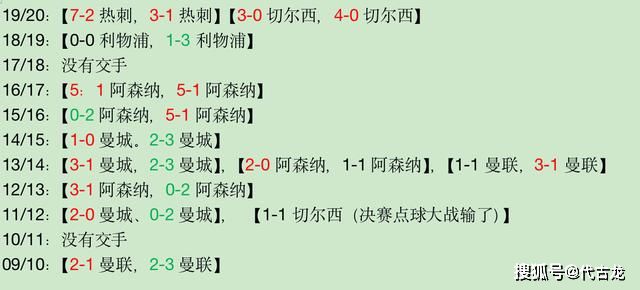 19/20:【7-2 热刺，3-1 热刺】【3-0 切尔西，4-0 切尔西】
18/19:【0-0 利物浦，1-3 利物浦】
17/18：没有交手
16/17:【5：1 阿森纳，5-1 阿森纳】
15/16:【0-2 阿森纳，5-1 阿森纳】
14/15:【1-0 曼城。2-3 曼城】
13/14:【3-1 曼城，2-3 曼城】,【2-0 阿森纳，1-1 阿森纳】,【1-1 曼联，3-1 曼联】
12/13:【3-1 阿森纳，0-2 阿森纳】
11/12:【2-0 曼城、0-2 曼城】，【1-1 切尔西（决赛点球大战输了）】
10/11：没有交手
09/10:【2-1 曼联，2-3 曼联】
搜狐号@代古龙